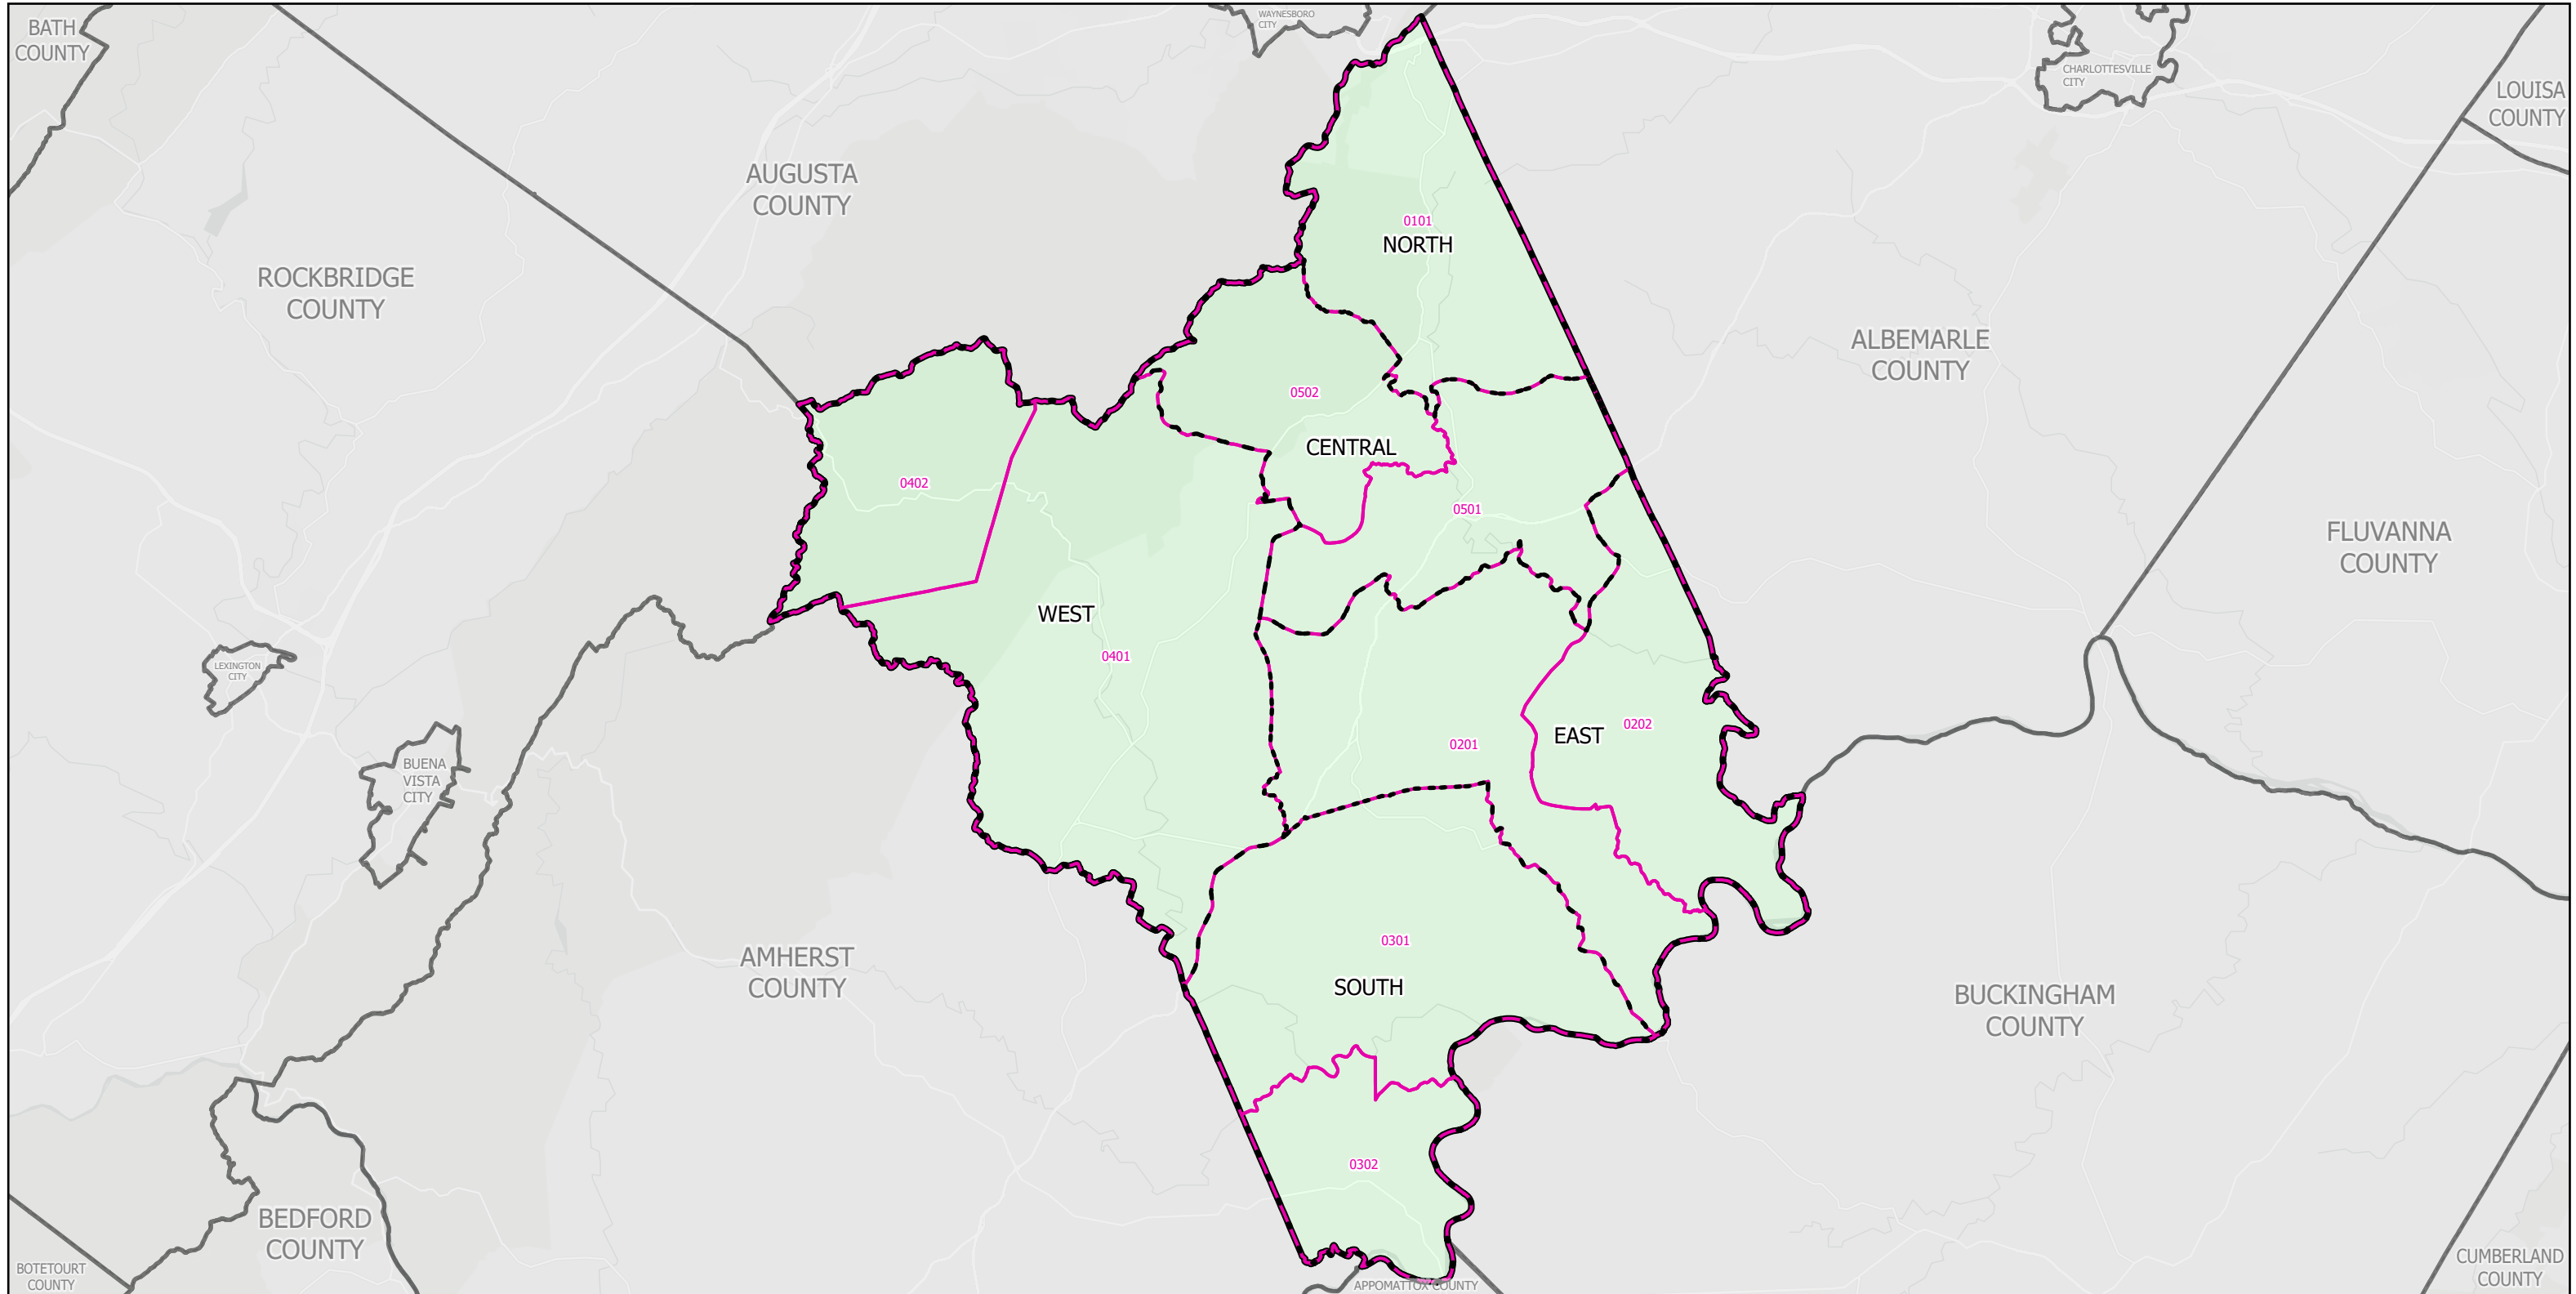 BATH
COUNTY
WAYNESBORO
CITY
CHARLOTTESVILLE
CITY
LOUISA
COUNTY
AUGUSTA
COUNTY
0101
NORTH
ROCKBRIDGE
COUNTY
ALBEMARLE
COUNTY
0502
CENTRAL
0402
0501
FLUVANNA
COUNTY
WEST
0401
LEXINGTON
CITY
0202
EAST
0201
BUENA
VISTA
CITY
0301
SOUTH
AMHERST
COUNTY
BUCKINGHAM
COUNTY
0302
BEDFORD
COUNTY
BOTETOURT
COUNTY
APPOMATTOX COUNTY
CUMBERLAND
COUNTY